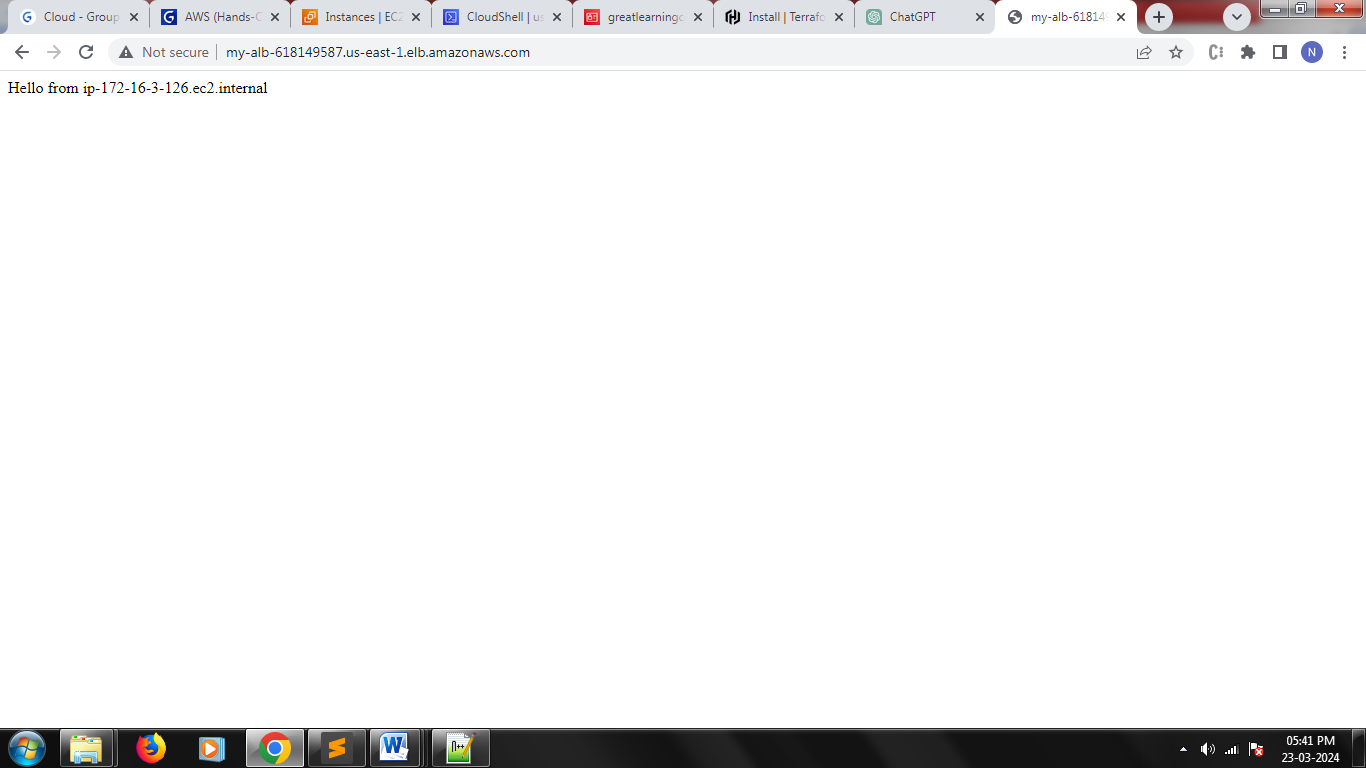 Cloud - Group
AWS (Hands-C
Instances | EC2
CloudShell | us
greatlearningc
Install | Terrafo
ChatGPT
my-alb-61814
Not secure
my-alb-618149587.us-east-1.elb.amazonaws.com
N
Hello from ip-172-16-3-126.ec2.internal
05:41 PM
23-03-2024